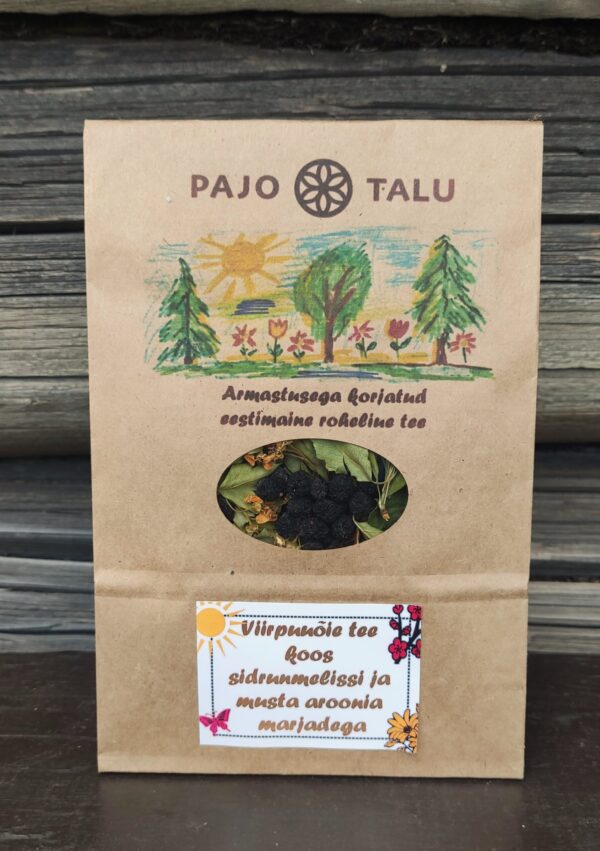 PAJO TALU
Armastusega korjatud
eestimaine roheline tee
Viirpuuõie tee
koos
sidrunmelissi ja
musta aroonia
marjadega